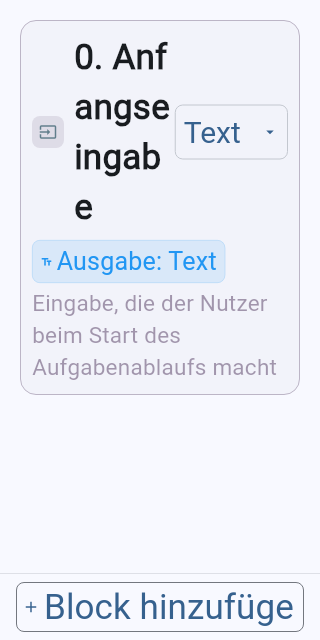 0. Anf
angse
ingab
e
Text
Ausgabe: Text
Eingabe, die der Nutzer
beim Start des
Aufgabenablaufs macht
+ Block hinzufüge